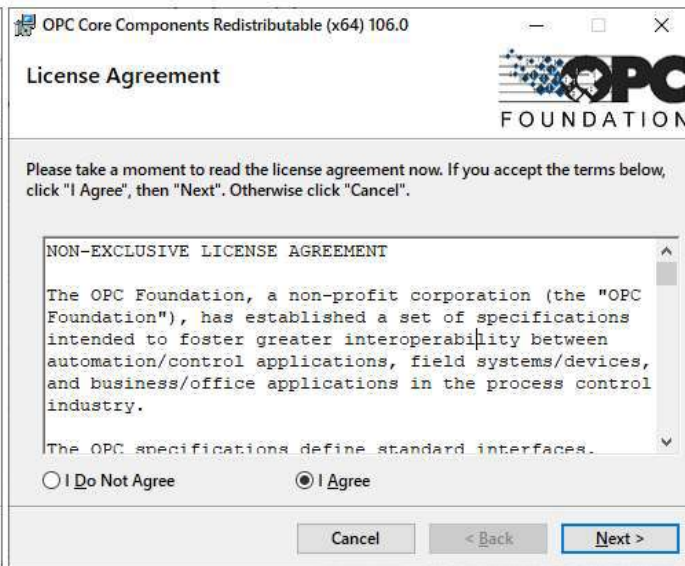 OPC Core Components Redistributable (x64) 106.0
License Agreement
OPC
FOUNDATION
Please take a moment to read the license agreement now. If you accept the terms below,
click "I Agree", then "Next". Otherwise click "Cancel".
NON-EXCLUSIVE LICENSE AGREEMENT
The OPC Foundation, a non-profit corporation (the "OPC
Foundation"), has established a set of specifications
intended to foster greater interoperability between
automation/control applications, field systems/devices,
and business/office applications in the process control
industry.
The OPC specifications define standard interfaces,
I Do Not Agree
I Agree
Cancel
< Back
Next >